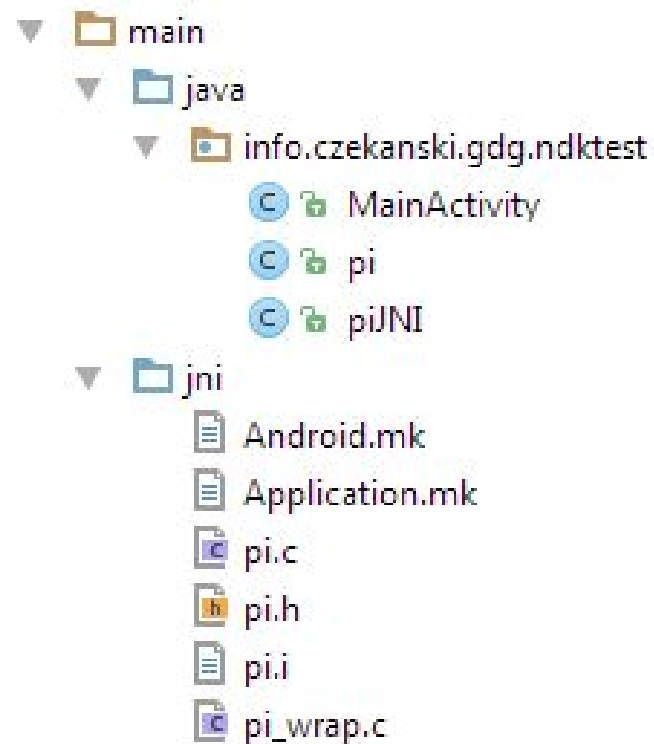 main
java
info.czekanski.gdg.ndktest
C MainActivity
C pi
C piJNI
jni
Android.mk
Application.mk
c pi.c
h pi.h
pi.i
c pi_wrap.c